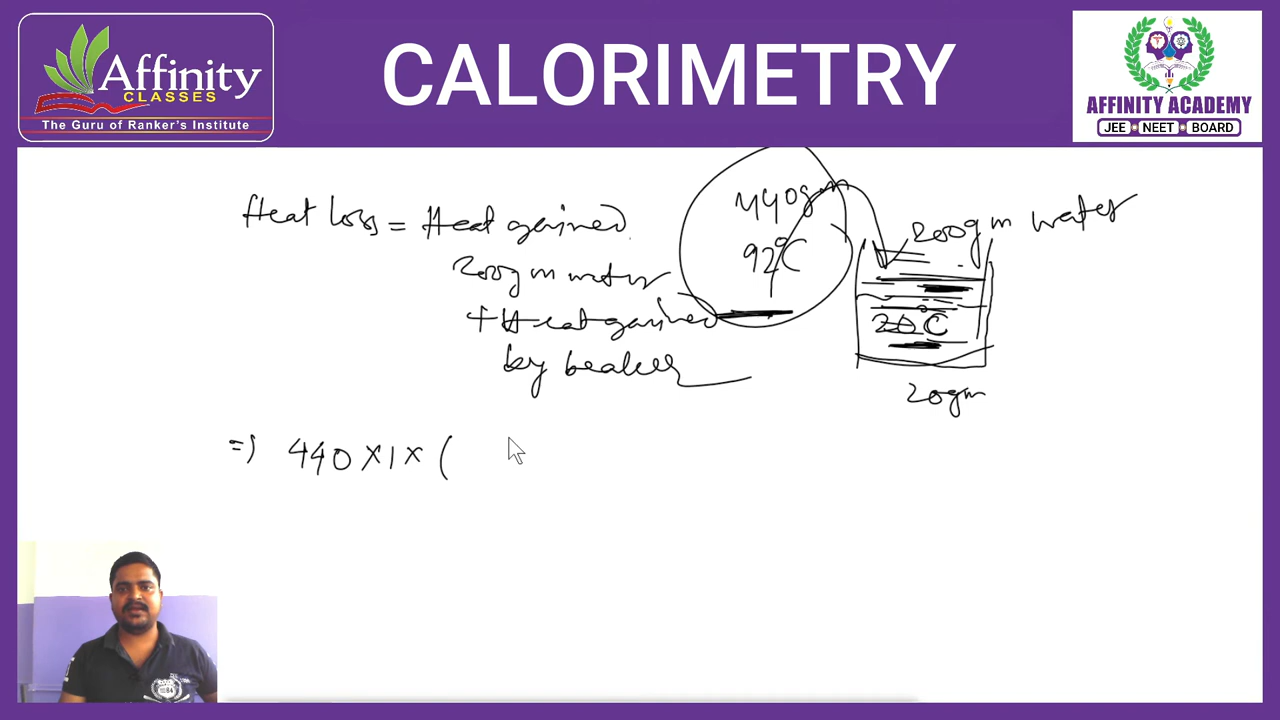 Affinity
CLASSES
The Guru of Ranker's Institute
CALORIMETRY
AFFINITY ACADEMY
JEE NEET BOARD
Heat loss = Heat gained
200gm water
+ Heat gained
by beaker
440gm
92°C
200gm water
20°C
20gm
=) 440 × 1 × (